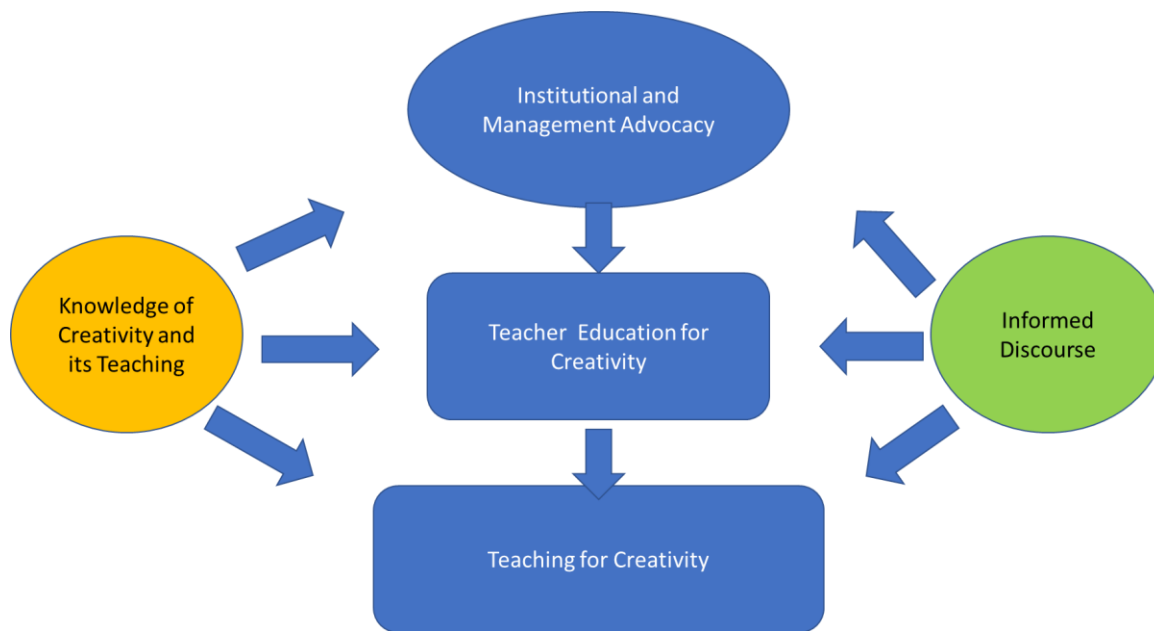 Institutional and
Management Advocacy
Knowledge of
Creativity and
its Teaching
Teacher  Education for
Creativity
Informed
Discourse
Teaching for Creativity